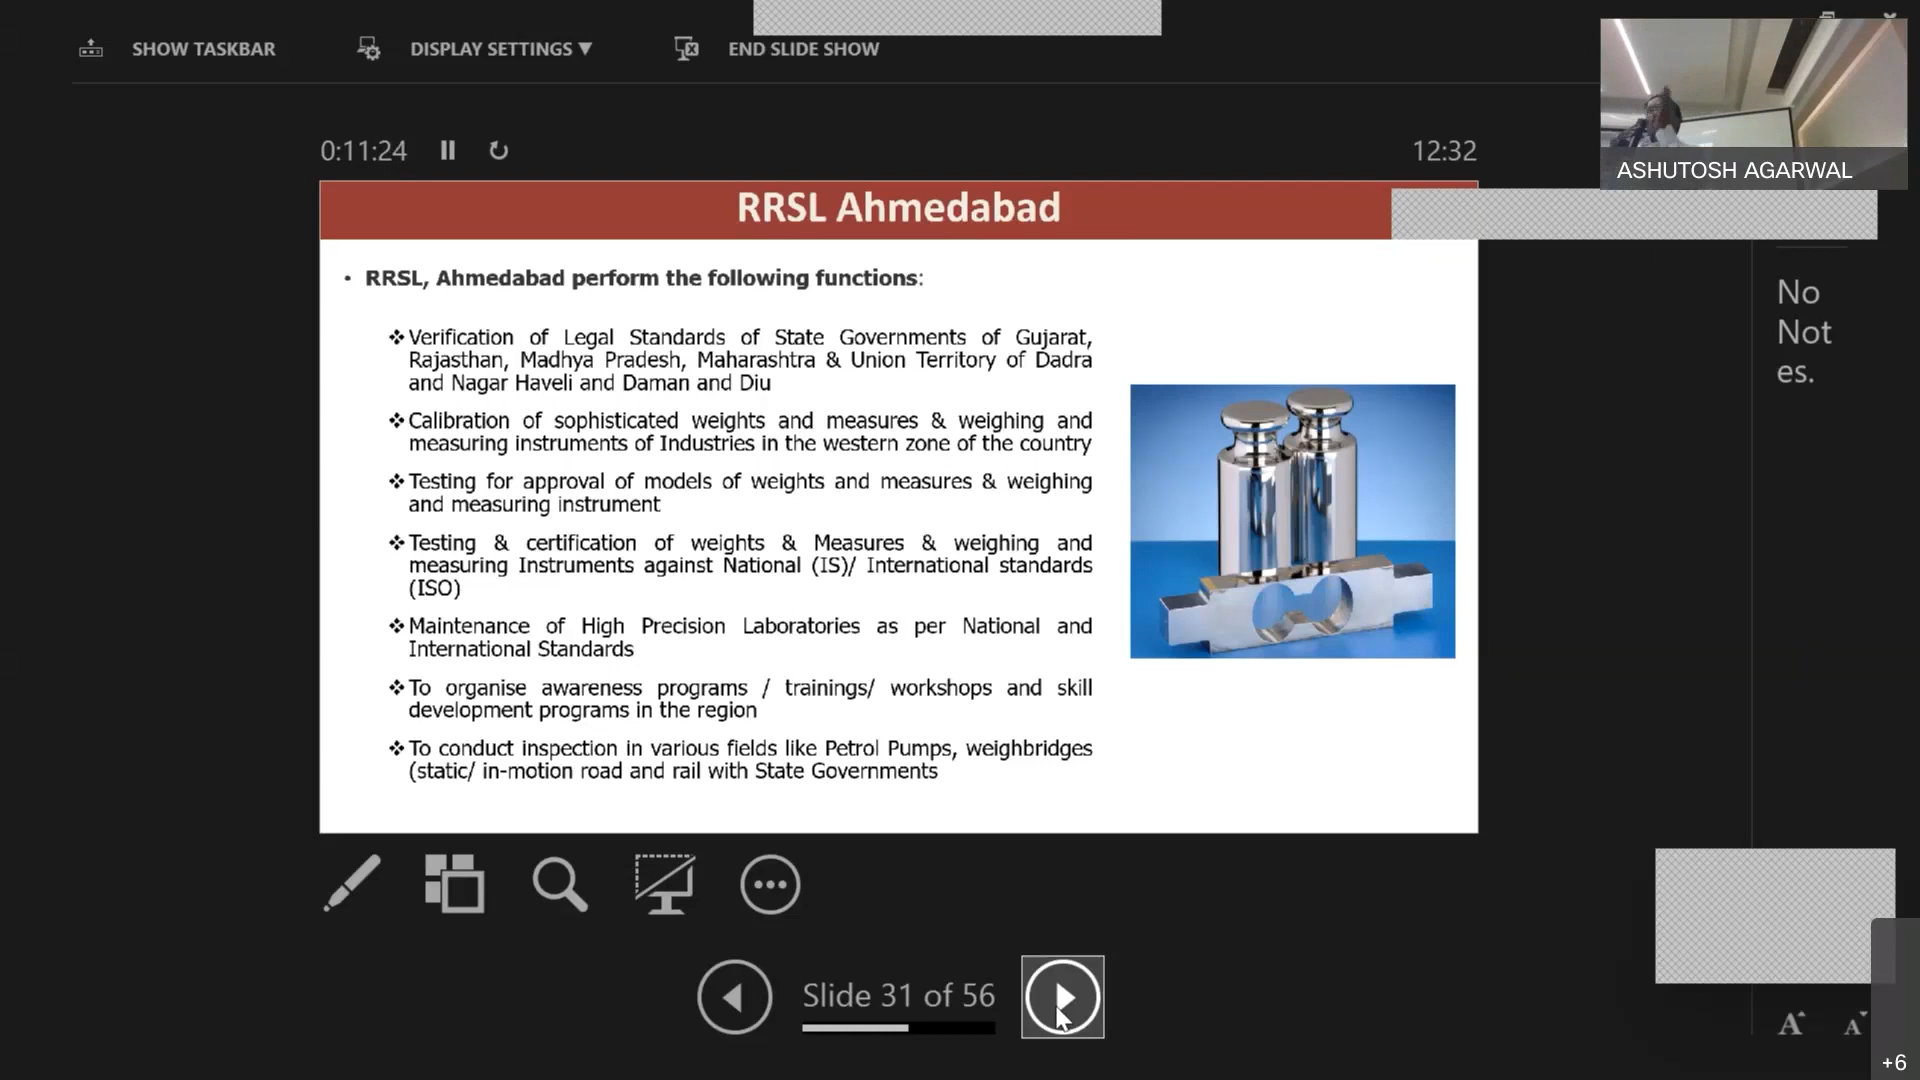 SHOW TASKBAR
DISPLAY SETTINGS ▼
END SLIDE SHOW
ASHUTOSH AGARWAL
0:11:24
12:32
RRSL Ahmedabad
• RRSL, Ahmedabad perform the following functions:
❖Verification of Legal Standards of State Governments of Gujarat,
Rajasthan, Madhya Pradesh, Maharashtra & Union Territory of Dadra
and Nagar Haveli and Daman and Diu
❖Calibration of sophisticated weights and measures & weighing and
measuring instruments of Industries in the western zone of the country
❖Testing for approval of models of weights and measures & weighing
and measuring instrument
❖Testing & certification of weights & Measures & weighing and
measuring Instruments against National (IS)/ International standards
(ISO)
❖Maintenance of High Precision Laboratories as per National and
International Standards
❖To organise awareness programs / trainings/ workshops and skill
development programs in the region
❖To conduct inspection in various fields like Petrol Pumps, weighbridges
(static/ in-motion road and rail with State Governments
No
Not
es.
Slide 31 of 56
A A
+6